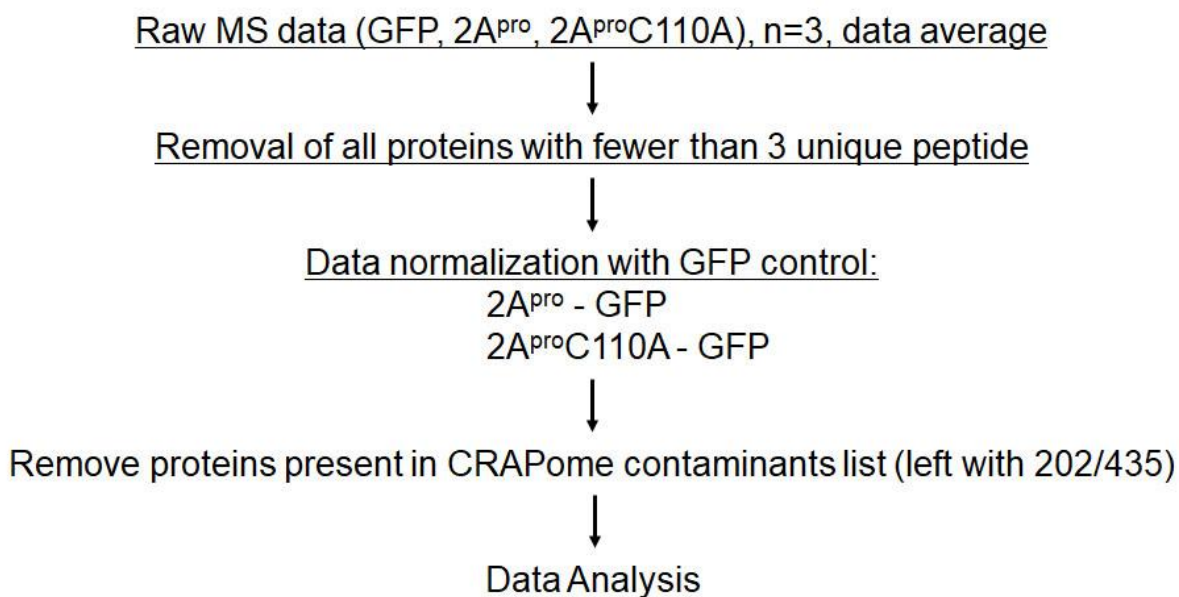 Raw MS data (GFP, 2Aᵖʳᵒ, 2AᵖʳᵒC110A), n=3, data average
Removal of all proteins with fewer than 3 unique peptide
Data normalization with GFP control:
2Aᵖʳᵒ - GFP
2AᵖʳᵒC110A - GFP
Remove proteins present in CRAPome contaminants list (left with 202/435)
Data Analysis